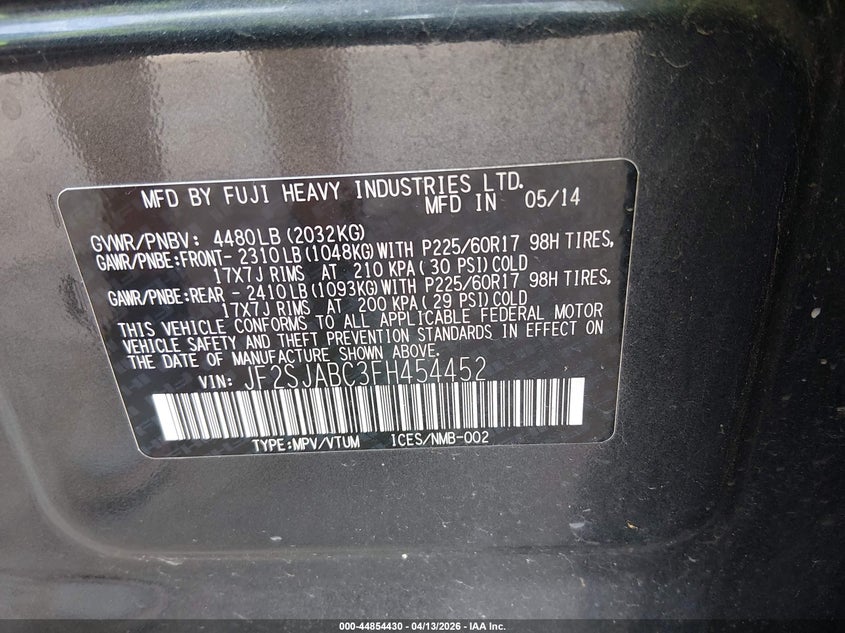 MFD BY FUJI HEAVY INDUSTRIES LTD.
MFD IN 05/14
GVWR/PNBV: 4480LB(2032KG)
GAWR/PNBE:FRONT- 2310LB(1048KG)WITH P225/60R17 98H TIRES,
17X7J RIMS AT 210 KPA(30 PSI)COLD
GAWR/PNBE:REAR - 2410LB(1093KG)WITH P225/60R17 98H TIRES,
17X7J RIMS AT 200 KPA(29 PSI)COLD
THIS VEHICLE CONFORMS TO ALL APPLICABLE FEDERAL MOTOR
VEHICLE SAFETY AND THEFT PREVENTION STANDARDS IN EFFECT ON
THE DATE OF MANUFACTURE SHOWN ABOVE.
VIN: JF2SJABC3FH454452
TYPE:MPV/VTUM ICES/NMB-002
000-44854430 - 04/13/2026 - IAA Inc.